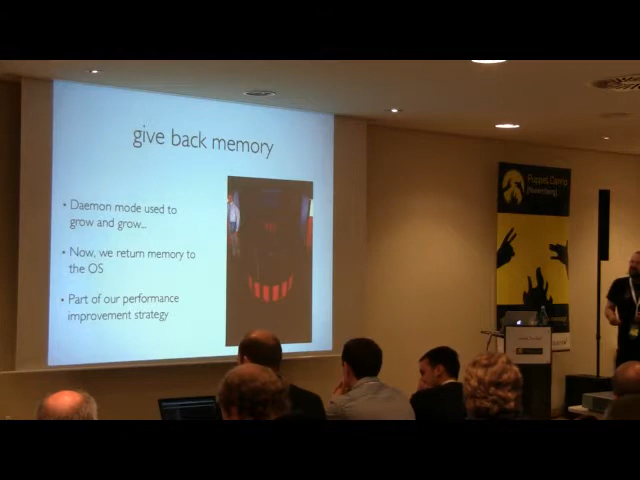 give back memory
• Daemon mode used to
grow and grow...
• Now, we return memory to
the OS
• Part of our performance
improvement strategy
Puppet Camp